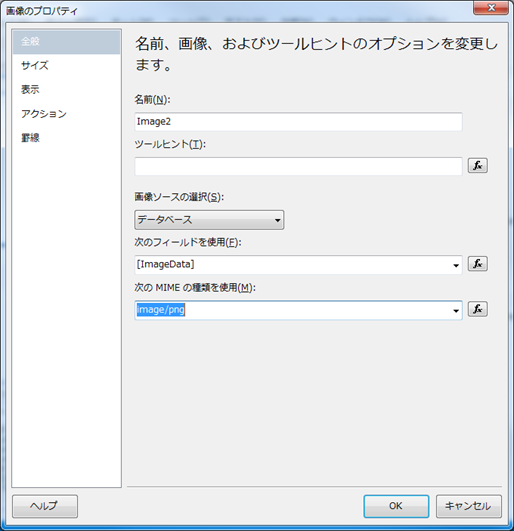 画像のプロパティ
全般
サイズ
表示
アクション
罫線
名前、画像、およびツールヒントのオプションを変更し
ます。
名前(N):
Image2
ツールヒント(T):
fx
画像ソースの選択(S):
データベース
次のフィールドを使用(F):
[ImageData]
fx
次の MIME の種類を使用(M):
image/png
fx
ヘルプ
OK
キャンセル